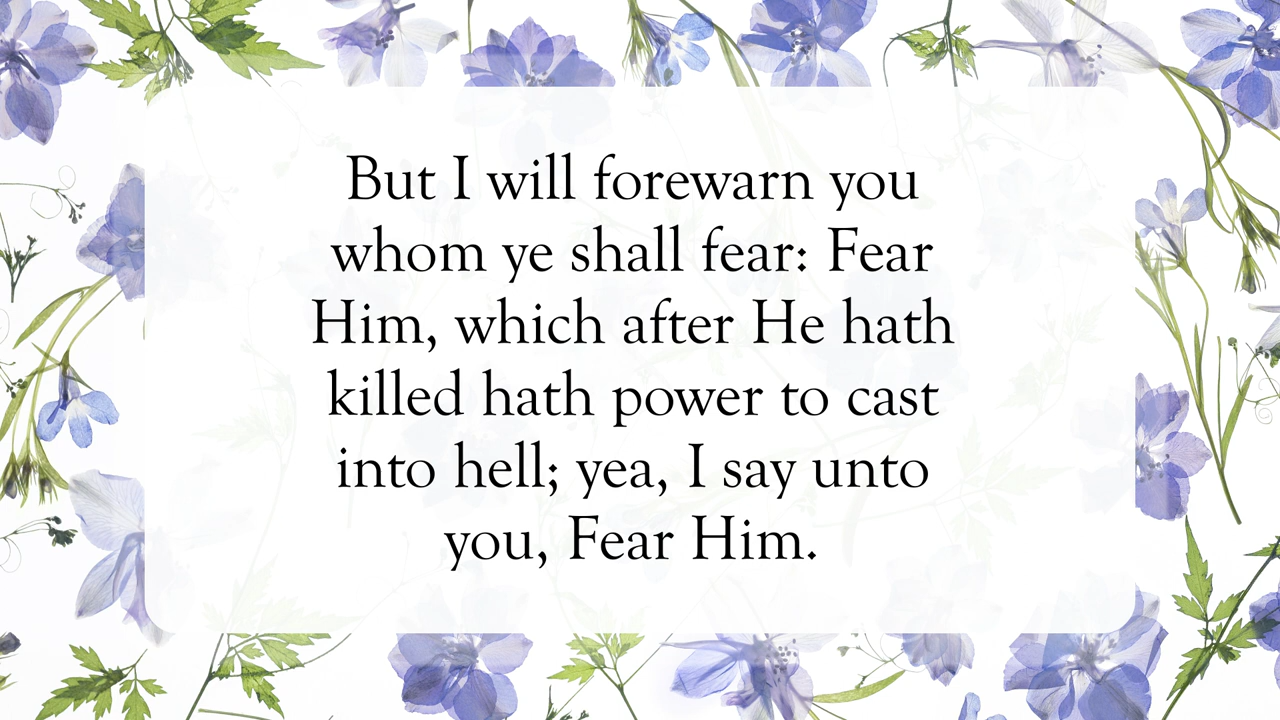 But I will forewarn you
whom ye shall fear: Fear
Him, which after He hath
killed hath power to cast
into hell; yea, I say unto
you, Fear Him.